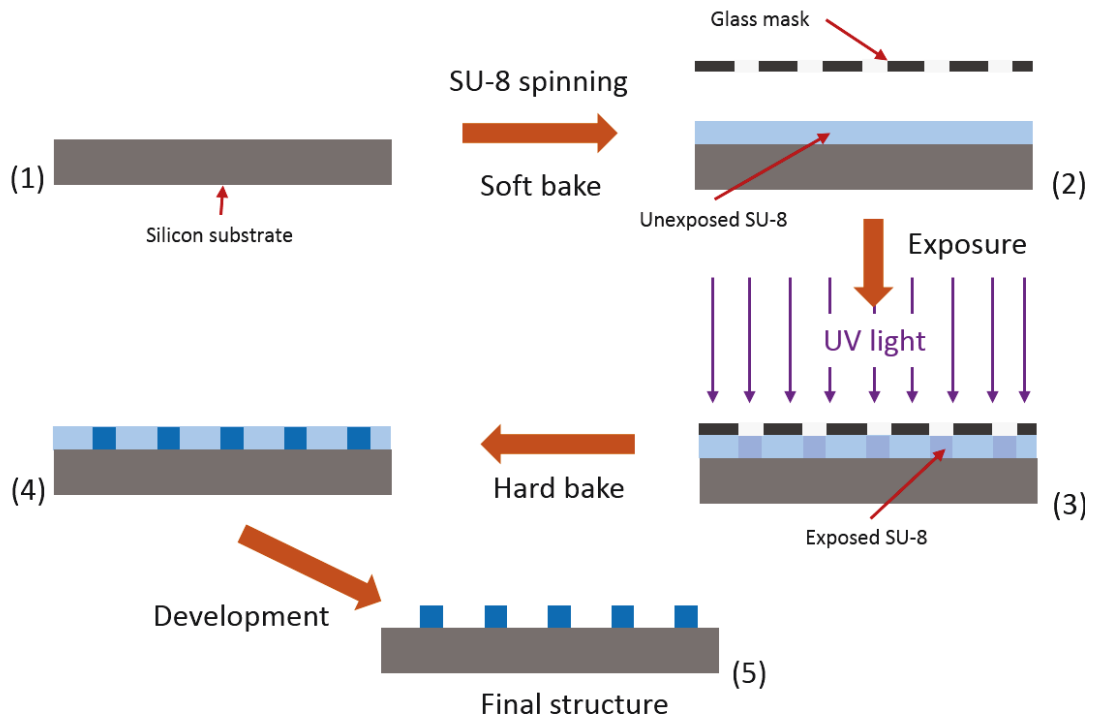 (1)
Silicon substrate
SU-8 spinning
Soft bake
Glass mask
Unexposed SU-8
(2)
Exposure
UV light
Exposed SU-8
(3)
Hard bake
(4)
Development
Final structure
(5)